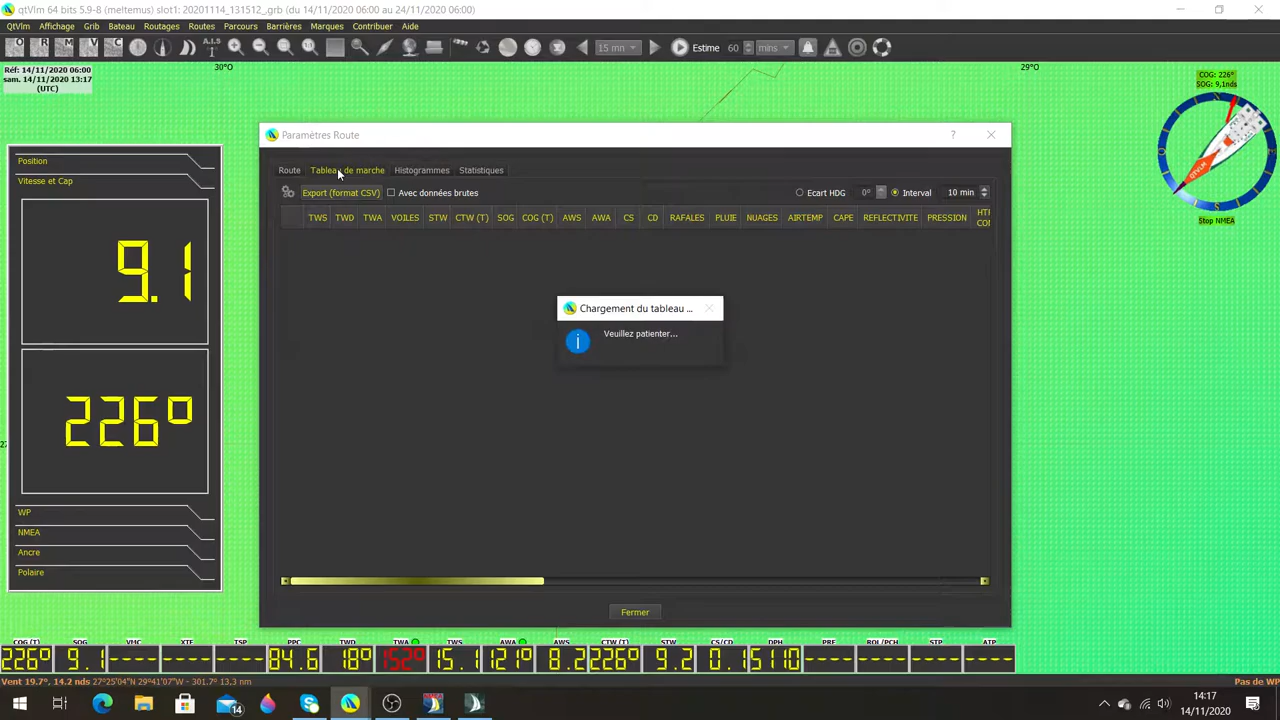 qtVlm 64 bits 5.9-8 (meltemus) slot1: 20201114_131512_.grb (du 14/11/2020 06:00 au 24/11/2020 06:00)
QtVlm Affichage Grib Bateau Routages Routes Parcours Barrières Marques Contribuer Aide
O R M V C A.I.S 15 mn Estime 60 mins
Réf: 14/11/2020 06:00
sam. 14/11/2020 13:17
(UTC)
30°O
29°O
COG: 226°
SOG: 9,1nds
Stop NMEA
Position
Vitesse et Cap
9.1
226°
WP
NMEA
Ancre
Polaire
Paramètres Route
Route Tableau de marche Histogrammes Statistiques
Export (format CSV) Avec données brutes Ecart HDG 0° Interval 10 min
TWS TWD TWA VOILES STW CTW (T) SOG COG (T) AWS AWA CS CD RAFALES PLUIE NUAGES AIRTEMP CAPE REFLECTIVITE PRESSION
Chargement du tableau ...
Veuillez patienter...
Fermer
COG (T) SOG VMC XTE TSP PPC TWD TWA TWS AWA AWS CTW (T) STW CS/CD DPH PRE ROL/PCH STP ATP
226° 9.1 ---- ---- ---- 84.6 18° 152° 15.1 121° 8.2 226° 9.2 0.1 5110 ---- ---- ---- ----
Vent 19.7°, 14.2 nds 27°25'04"N 29°41'07"O - 301.7° 13.3 nm
Pas de WP
14
14:17
14/11/2020